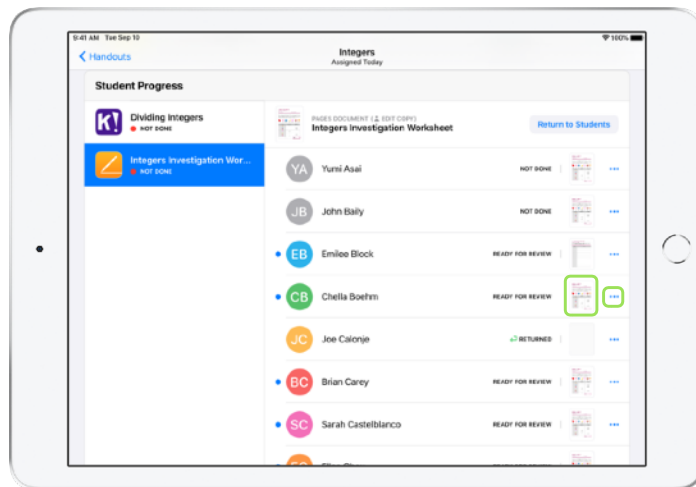 9:41 AM Tue Sep 10
100%
Handouts
Integers
Assigned Today
Student Progress
K!
Dividing Integers
NOT DONE
Integers Investigation Wor...
NOT DONE
PAGES DOCUMENT (EDIT COPY)
Integers Investigation Worksheet
Return to Students
YA Yumi Asai NOT DONE
JB John Baily NOT DONE
EB Emilee Block READY FOR REVIEW
CB Chella Boehm READY FOR REVIEW
JC Joe Calonje RETURNED
BC Brian Carey READY FOR REVIEW
SC Sarah Castelblanco READY FOR REVIEW